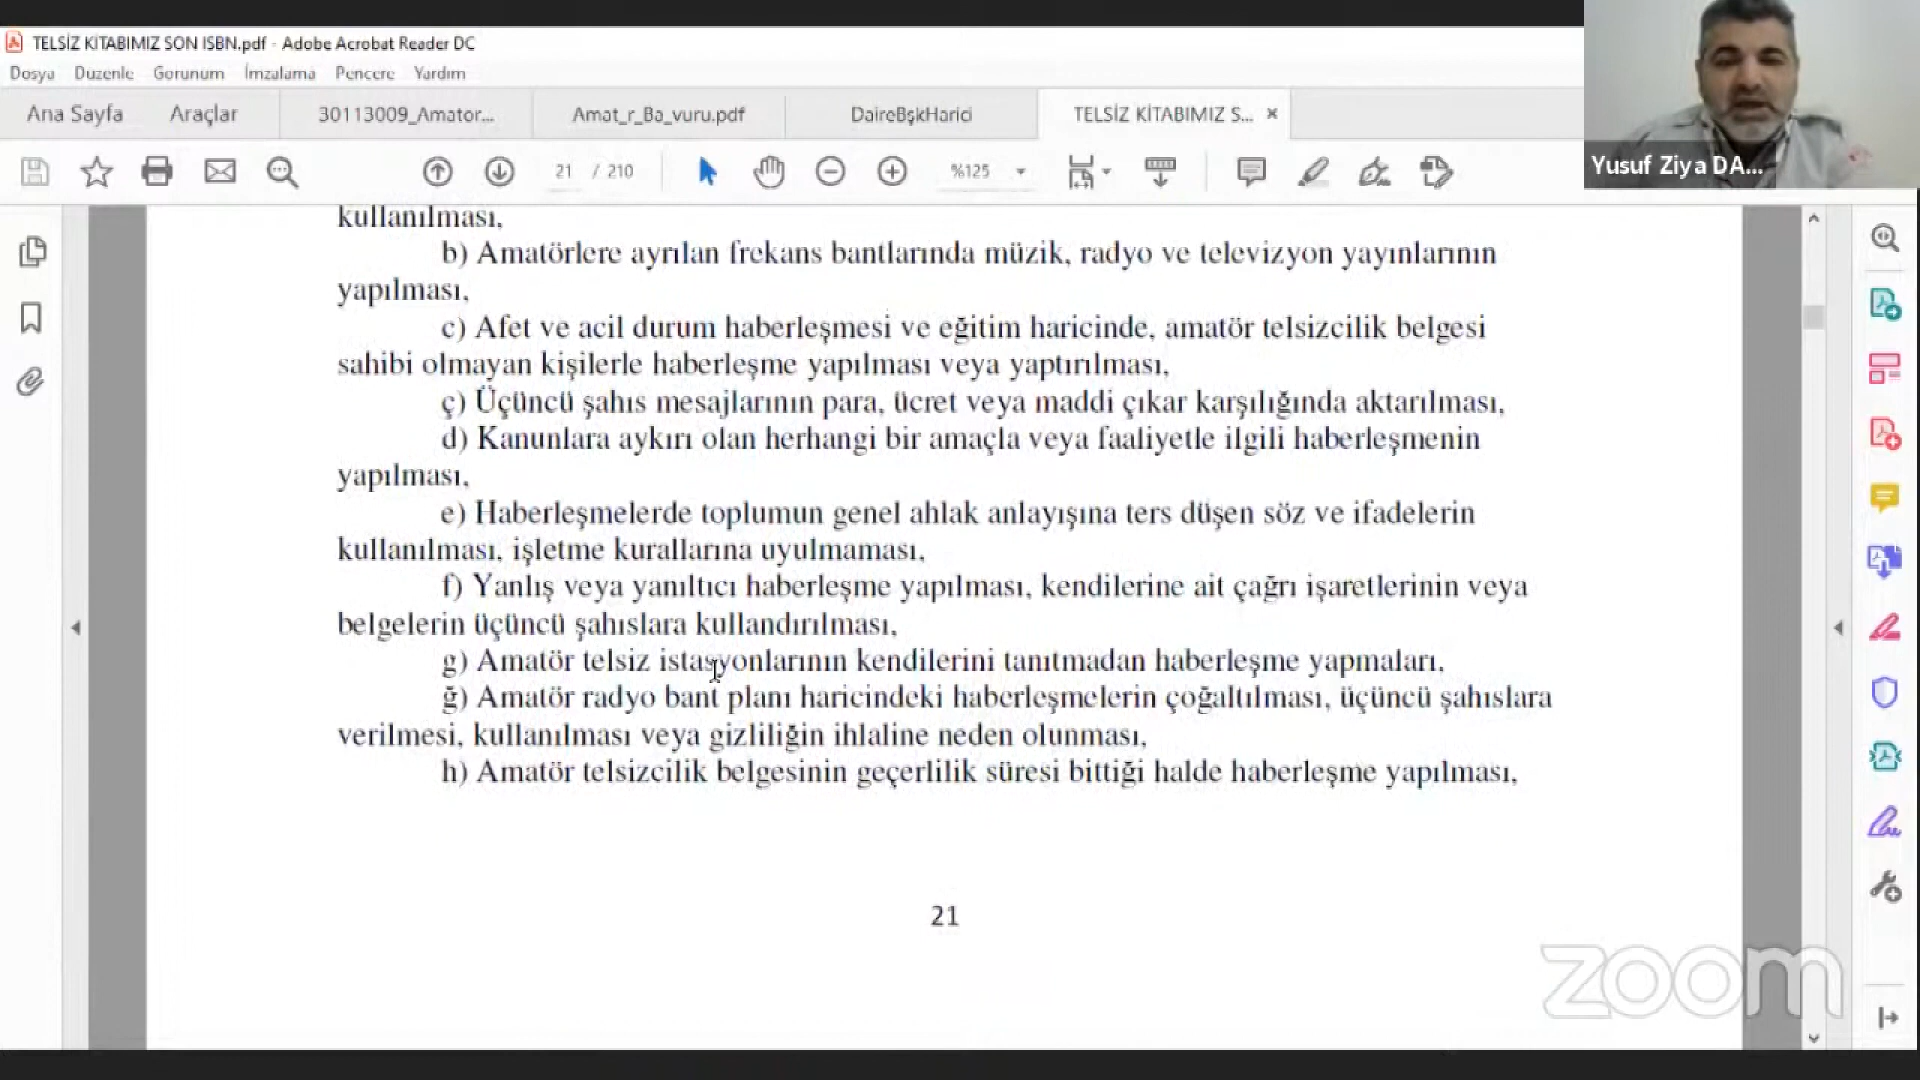 TELSİZ KITABIMIZ SON ISBN.pdf - Adobe Acrobat Reader DC
Dosya Duzenle Gorunum İmzalama Pencere Yardım
Ana Sayfa Araçlar 30113009_Amator... Amat_r_Ba_vuru.pdf DaireBşkHarici TELSİZ KİTABIMIZ S... ×
21 / 210 %125
Yusuf Ziya DA...
kullanılması,
b) Amatörlere ayrılan frekans bantlarında müzik, radyo ve televizyon yayınlarının
yapılması,
c) Afet ve acil durum haberleşmesi ve eğitim haricinde, amatör telsizcilik belgesi
sahibi olmayan kişilerle haberleşme yapılması veya yaptırılması,
ç) Üçüncü şahıs mesajlarının para, ücret veya maddi çıkar karşılığında aktarılması,
d) Kanunlara aykırı olan herhangi bir amaçla veya faaliyetle ilgili haberleşmenin
yapılması,
e) Haberleşmelerde toplumun genel ahlak anlayışına ters düşen söz ve ifadelerin
kullanılması, işletme kurallarına uyulmaması,
f) Yanlış veya yanıltıcı haberleşme yapılması, kendilerine ait çağrı işaretlerinin veya
belgelerin üçüncü şahıslara kullandırılması,
g) Amatör telsiz istasyonlarının kendilerini tanıtmadan haberleşme yapmaları,
ğ) Amatör radyo bant planı haricindeki haberleşmelerin çoğaltılması, üçüncü şahıslara
verilmesi, kullanılması veya gizliliğin ihlaline neden olunması,
h) Amatör telsizcilik belgesinin geçerlilik süresi bittiği halde haberleşme yapılması,
21
zoom